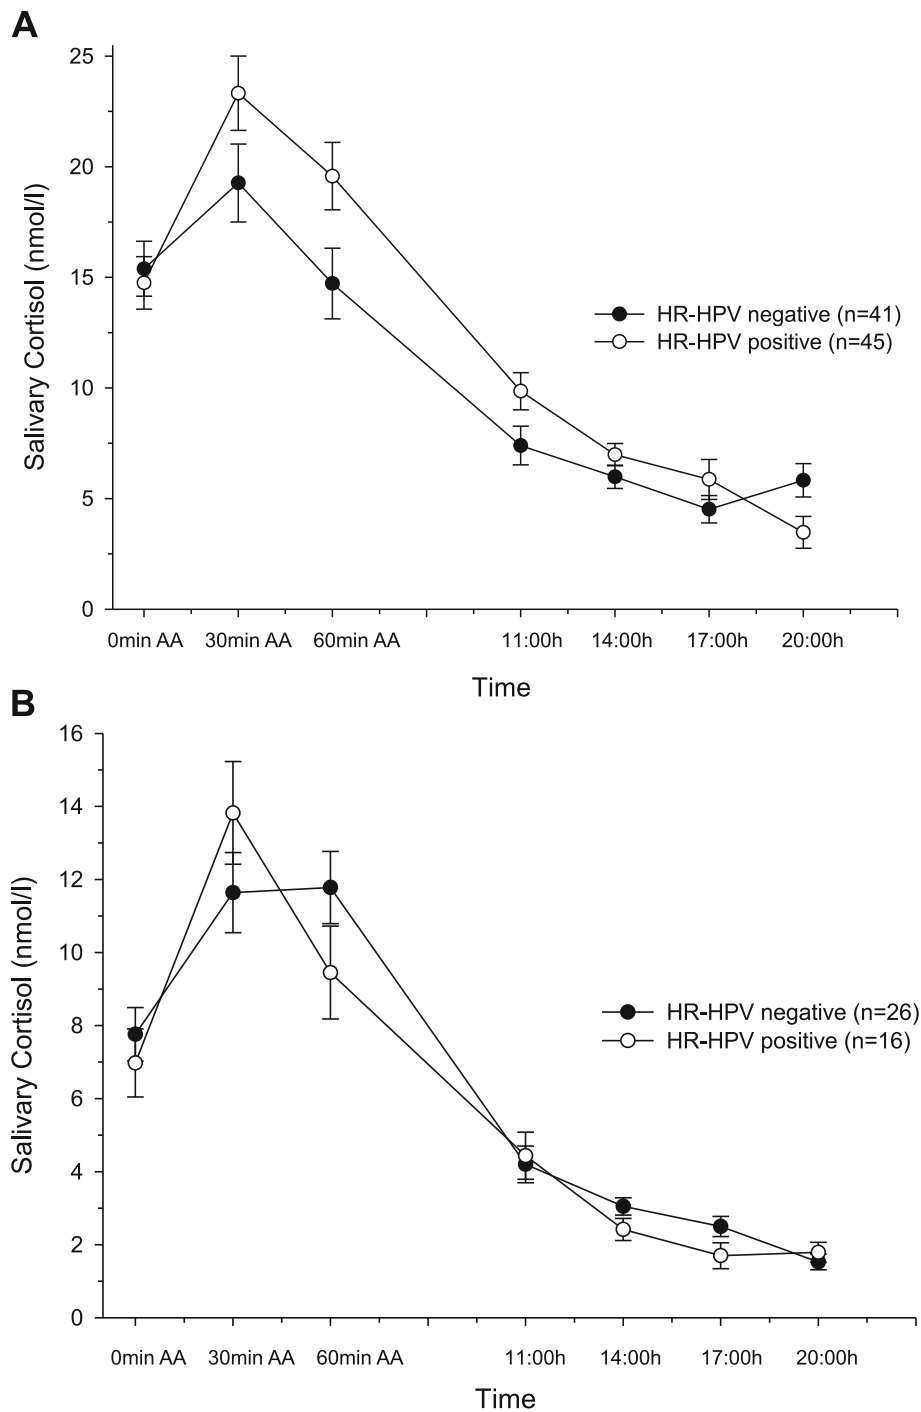 A
25
20
15
10
5
0
Salivary Cortisol (nmol/l)
HR-HPV negative (n=41)
HR-HPV positive (n=45)
0min AA 30min AA 60min AA 11:00h 14:00h 17:00h 20:00h
Time
B
16
14
12
10
8
6
4
2
0
Salivary Cortisol (nmol/l)
HR-HPV negative (n=26)
HR-HPV positive (n=16)
0min AA 30min AA 60min AA 11:00h 14:00h 17:00h 20:00h
Time